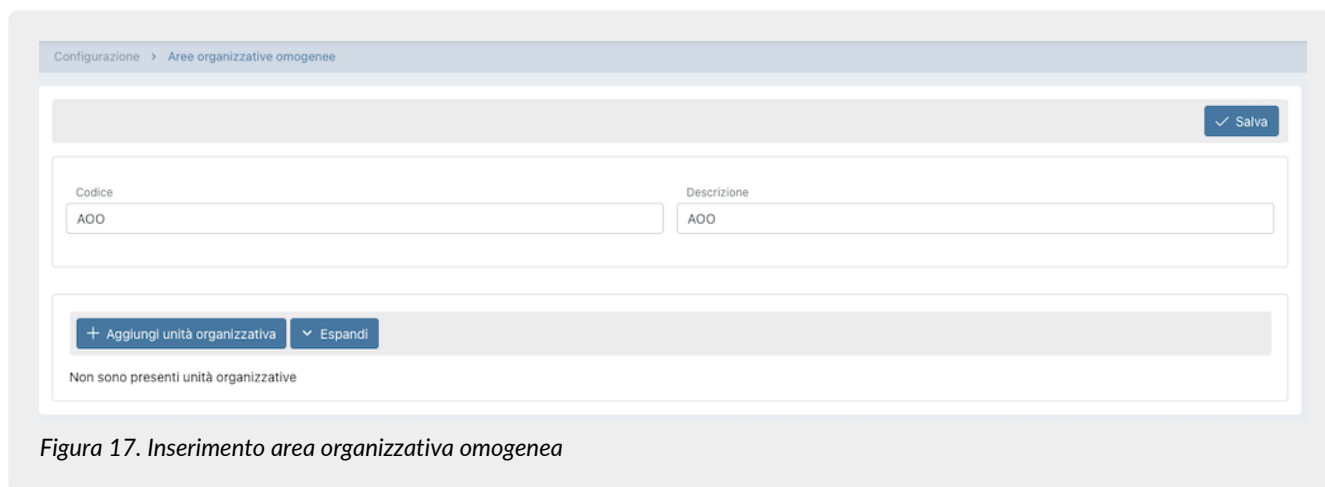 Configurazione > Aree organizzative omogenee
Salva
Codice
Descrizione
AOO
AOO
+ Aggiungi unità organizzativa
Espandi
Non sono presenti unità organizzative
Figura 17. Inserimento area organizzativa omogenea